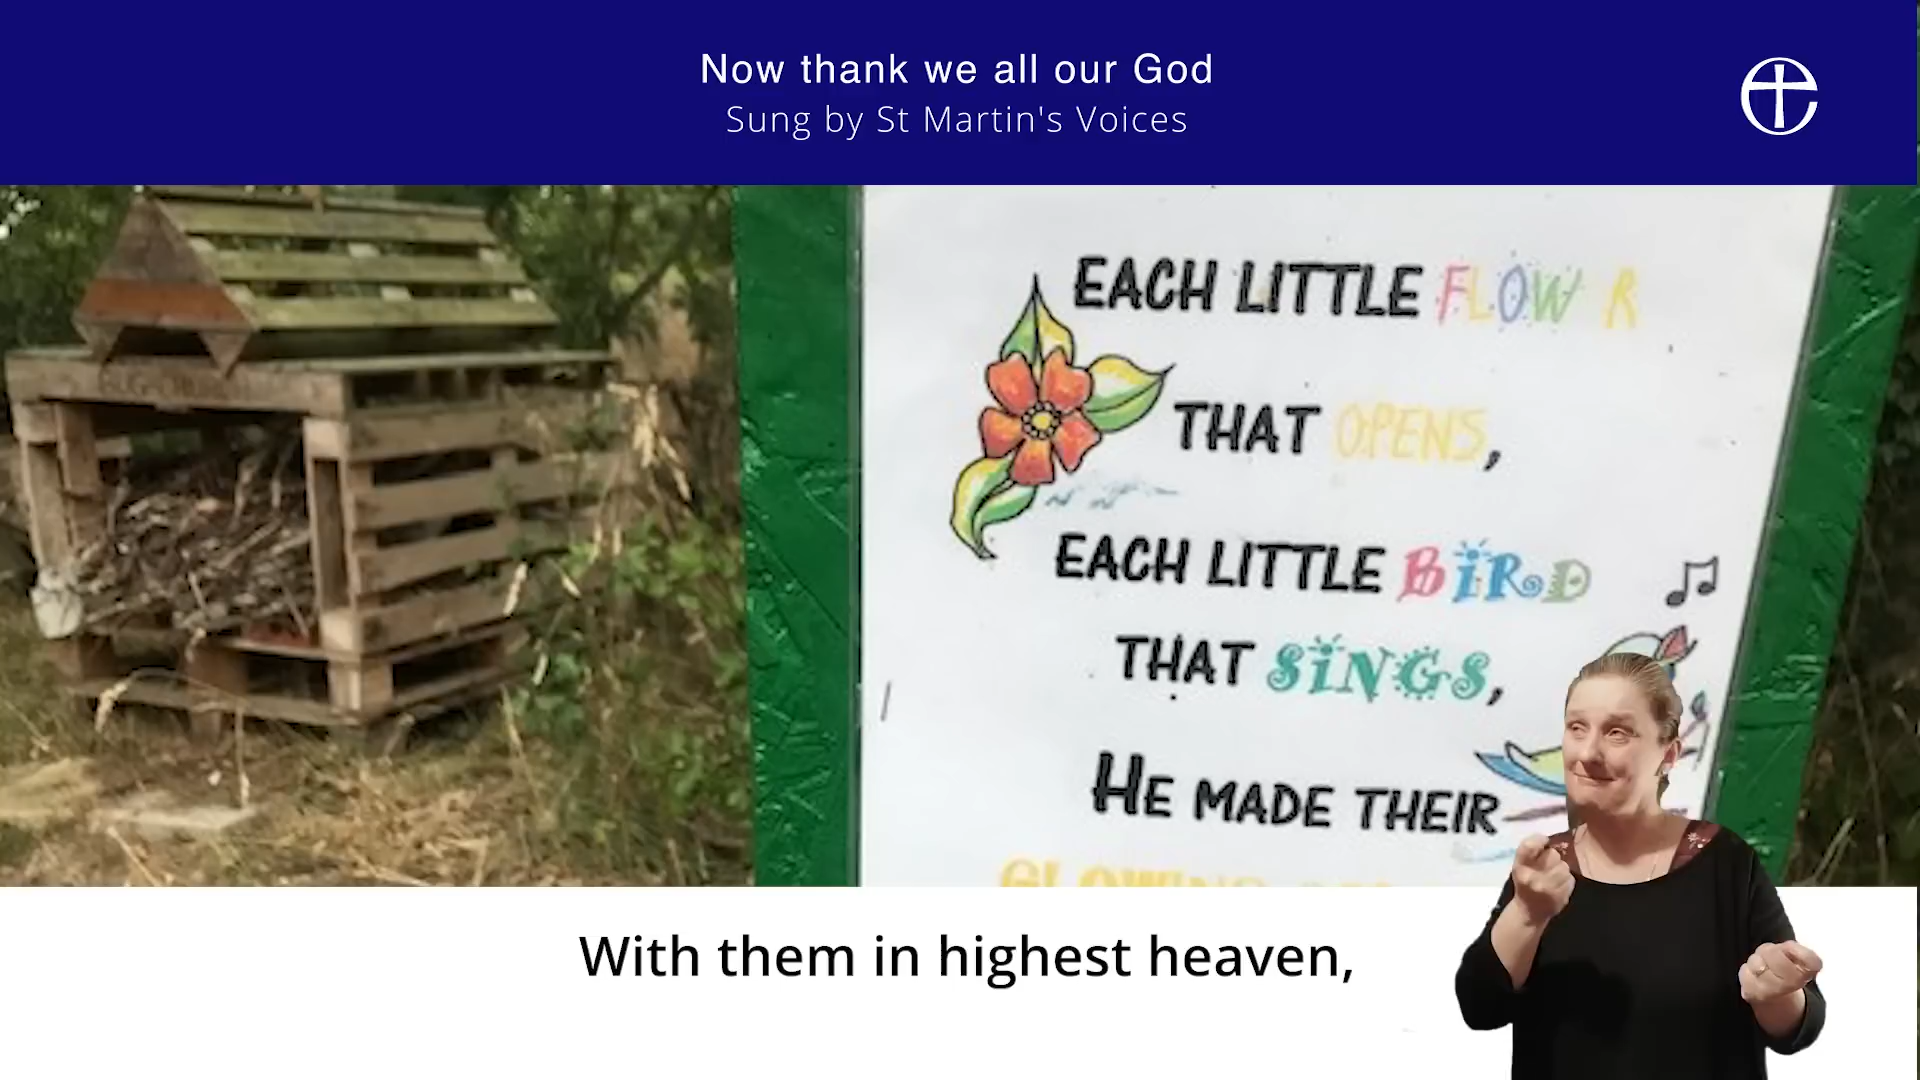 Now thank we all our God
Sung by St Martin's Voices
EACH LITTLE FLOW R
THAT OPENS,
EACH LITTLE BiRD
THAT SiNGS,
HE MADE THEIR
With them in highest heaven,